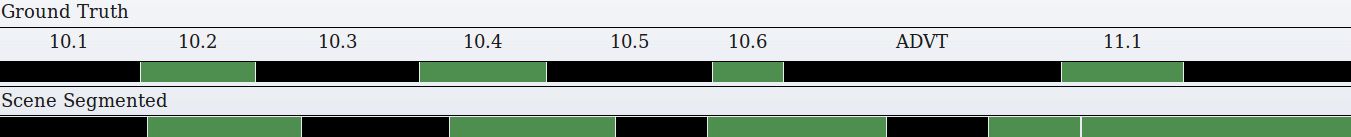 Ground Truth
10.1 10.2 10.3 10.4 10.5 10.6 ADVT 11.1
Scene Segmented